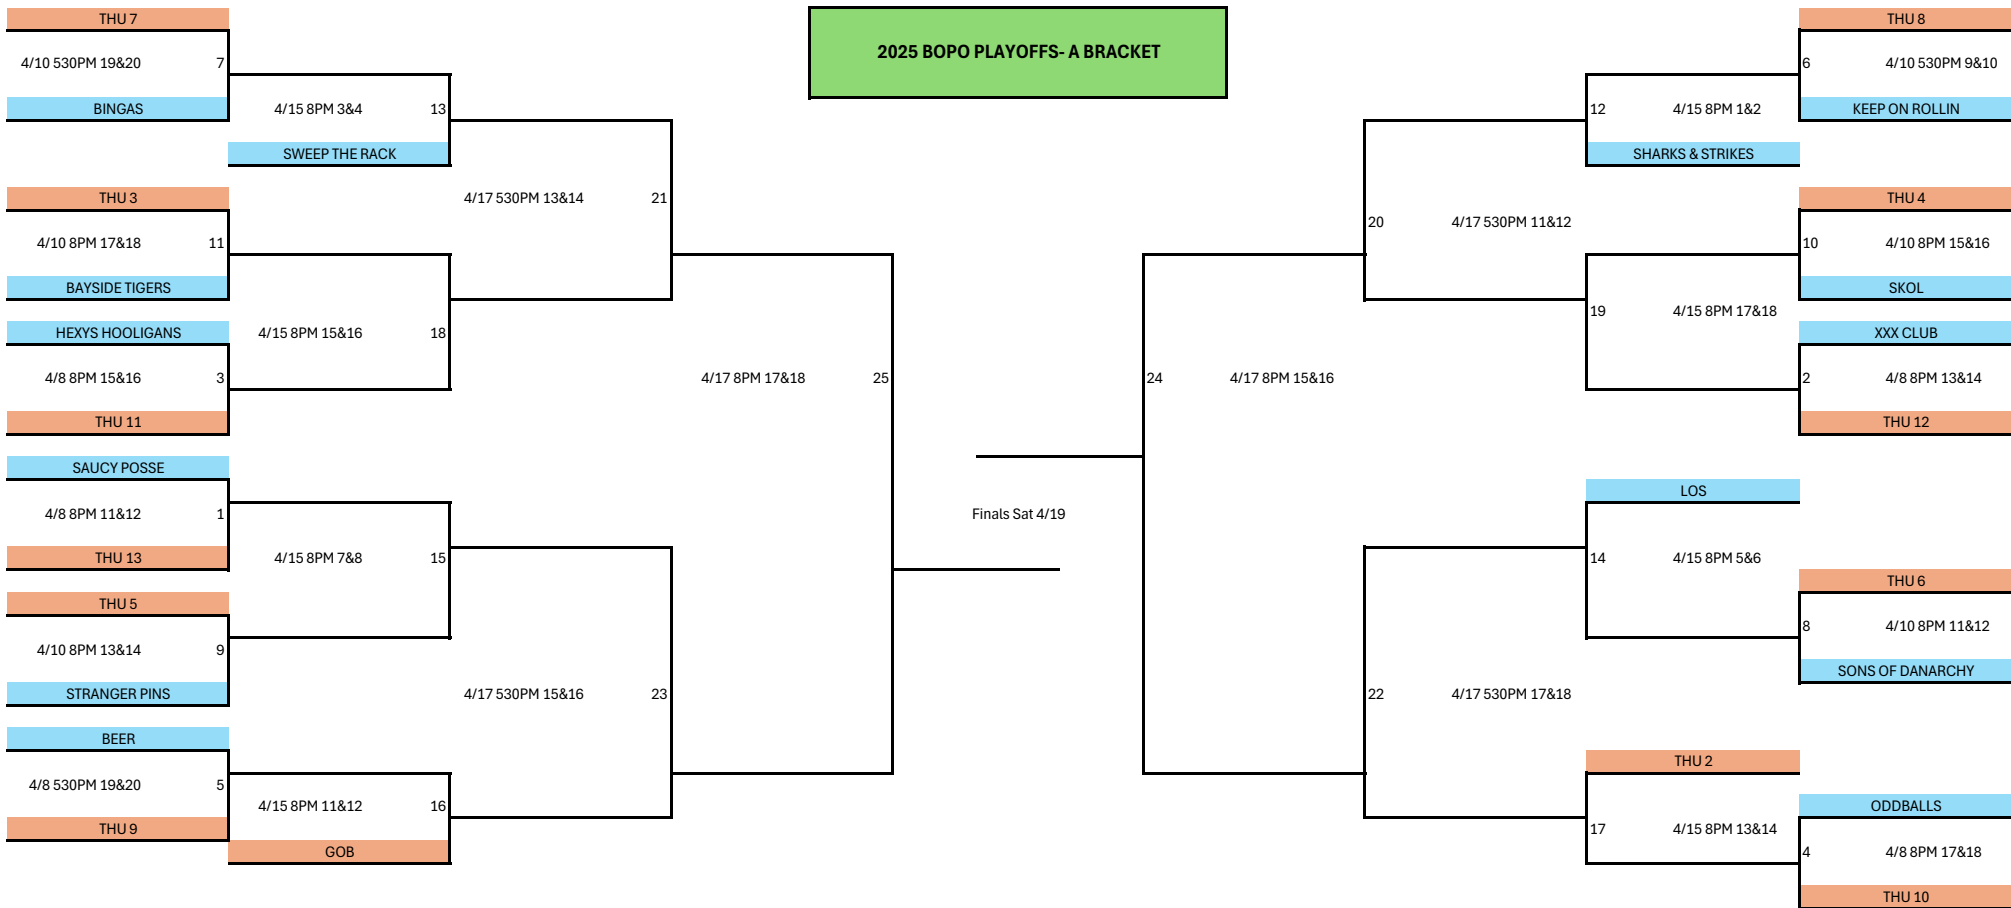 2025 BOPO PLAYOFFS- A BRACKET
THU 7
4/10 530PM 19&20 7
BINGAS
4/15 8PM 3&4 13
SWEEP THE RACK
4/17 530PM 13&14 21
THU 3
4/10 8PM 17&18 11
BAYSIDE TIGERS
4/15 8PM 15&16 18
HEXYS HOOLIGANS
4/8 8PM 15&16 3
THU 11
4/17 8PM 17&18 25
SAUCY POSSE
4/8 8PM 11&12 1
THU 13
4/15 8PM 7&8 15
THU 5
4/10 8PM 13&14 9
STRANGER PINS
4/17 530PM 15&16 23
BEER
4/8 530PM 19&20 5
THU 9
4/15 8PM 11&12 16
GOB
Finals Sat 4/19
THU 8
6 4/10 530PM 9&10
KEEP ON ROLLIN
12 4/15 8PM 1&2
SHARKS & STRIKES
20 4/17 530PM 11&12
THU 4
10 4/10 8PM 15&16
SKOL
19 4/15 8PM 17&18
XXX CLUB
2 4/8 8PM 13&14
THU 12
24 4/17 8PM 15&16
LOS
14 4/15 8PM 5&6
THU 6
8 4/10 8PM 11&12
SONS OF DANARCHY
22 4/17 530PM 17&18
THU 2
17 4/15 8PM 13&14
ODDBALLS
4 4/8 8PM 17&18
THU 10